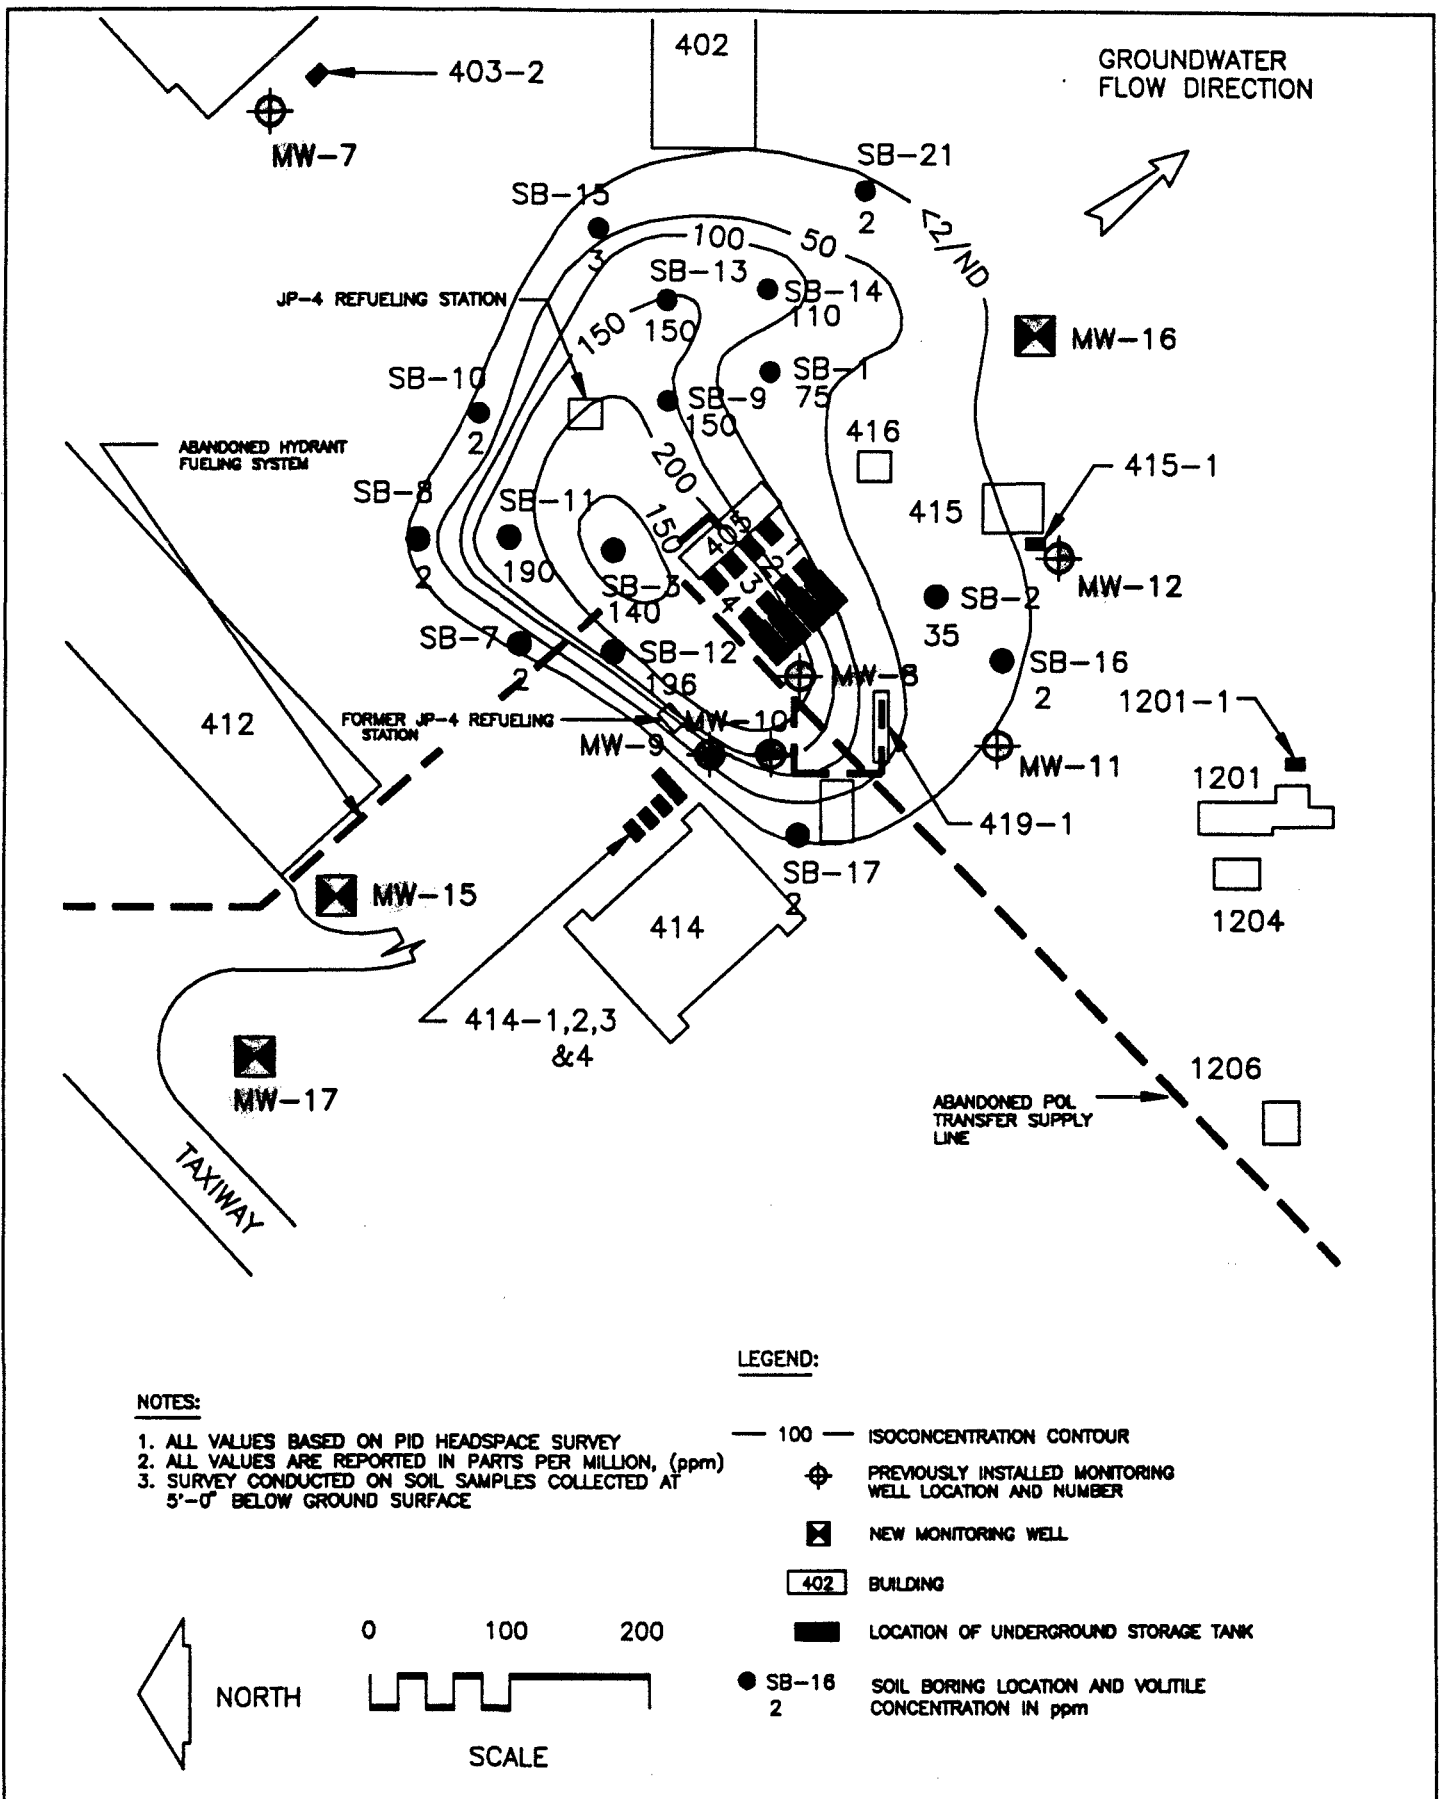 402
GROUNDWATER
FLOW DIRECTION
403-2
MW-7
SB-21
2
SB-15
3
<2/ND
100
50
SB-13
150
SB-14
110
JP-4 REFUELING STATION
150
MW-16
SB-10
2
SB-1
75
SB-9
150
416
200
ABANDONED HYDRANT
FUELING SYSTEM
415-1
SB-8
2
SB-11
190
150
415
405
1
2
3
4
MW-12
SB-3
140
SB-2
35
SB-7
2
SB-12
196
SB-16
2
MW-8
1201-1
412
FORMER JP-4 REFUELING
STATION
MW-10
MW-9
MW-11
1201
419-1
SB-17
2
MW-15
414
1204
414-1,2,3
&4
1206
MW-17
ABANDONED POL
TRANSFER SUPPLY
LINE
TAXIWAY
LEGEND:
NOTES:
1. ALL VALUES BASED ON PID HEADSPACE SURVEY
2. ALL VALUES ARE REPORTED IN PARTS PER MILLION, (ppm)
3. SURVEY CONDUCTED ON SOIL SAMPLES COLLECTED AT
5'-0" BELOW GROUND SURFACE
100 ISOCONCENTRATION CONTOUR
PREVIOUSLY INSTALLED MONITORING
WELL LOCATION AND NUMBER
NEW MONITORING WELL
402 BUILDING
LOCATION OF UNDERGROUND STORAGE TANK
SB-16 SOIL BORING LOCATION AND VOLITILE
2 CONCENTRATION IN ppm
0 100 200
NORTH
SCALE